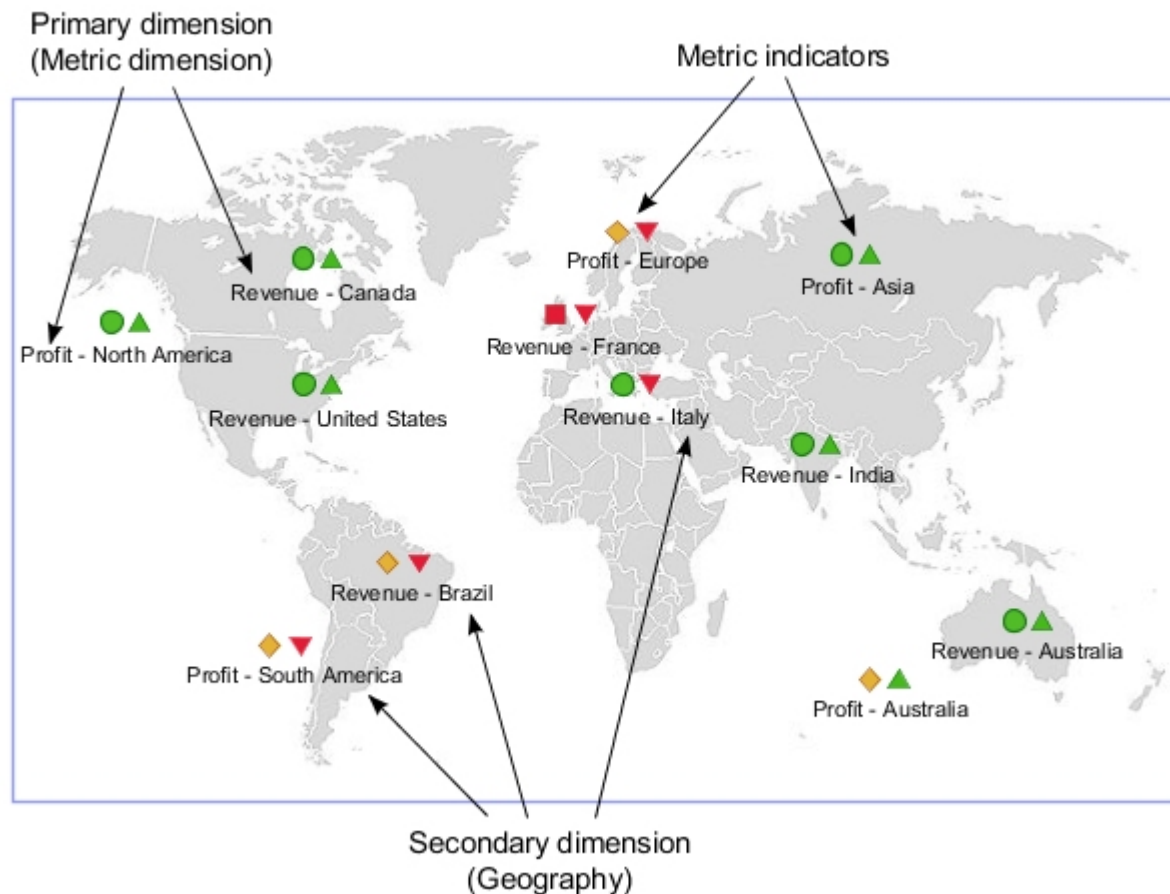 Primary dimension
(Metric dimension)
Metric indicators
Profit - Europe
Revenue - Canada
Profit - Asia
Profit - North America
Revenue - France
Revenue - United States
Revenue - Italy
Revenue - India
Revenue - Brazil
Revenue - Australia
Profit - South America
Profit - Australia
Secondary dimension
(Geography)